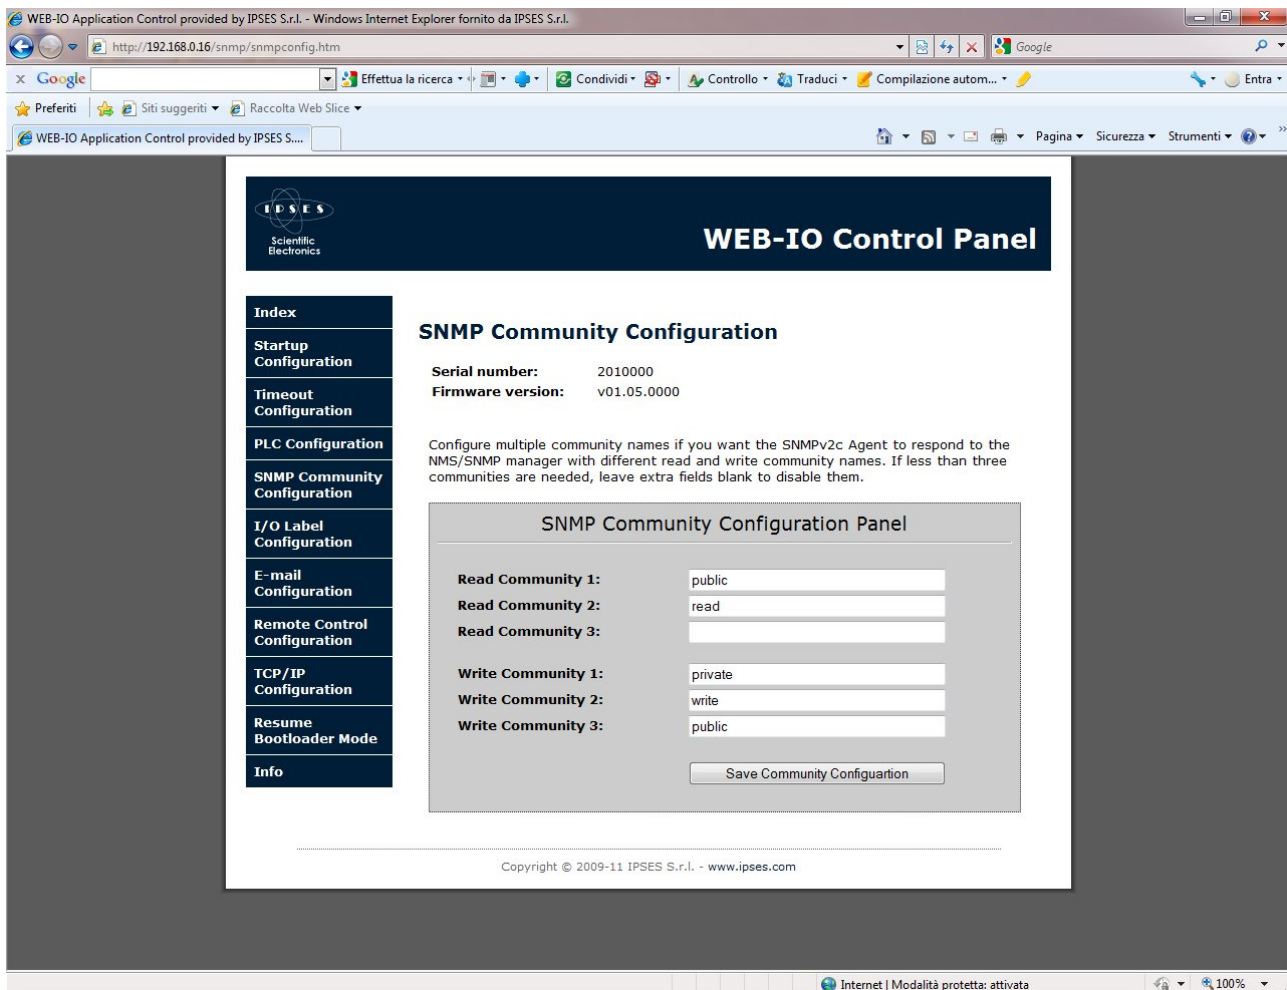 WEB-IO Application Control provided by IPSES S.r.l. - Windows Internet Explorer fornito da IPSES S.r.l.
http://192.168.0.16/snmp/snmpconfig.htm
Google
x Google Effettua la ricerca Condividi Controllo Traduci Compilazione autom... Entra
Preferiti Siti suggeriti Raccolta Web Slice
WEB-IO Application Control provided by IPSES S.... Pagina Sicurezza Strumenti
IPSES
Scientific
Electronics
WEB-IO Control Panel
Index
Startup
Configuration
Timeout
Configuration
PLC Configuration
SNMP Community
Configuration
I/O Label
Configuration
E-mail
Configuration
Remote Control
Configuration
TCP/IP
Configuration
Resume
Bootloader Mode
Info
SNMP Community Configuration
Serial number: 2010000
Firmware version: v01.05.0000
Configure multiple community names if you want the SNMPv2c Agent to respond to the
NMS/SNMP manager with different read and write community names. If less than three
communities are needed, leave extra fields blank to disable them.
SNMP Community Configuration Panel
Read Community 1: public
Read Community 2: read
Read Community 3:
Write Community 1: private
Write Community 2: write
Write Community 3: public
Save Community Configuartion
Copyright © 2009-11 IPSES S.r.l. - www.ipses.com
Internet | Modalità protetta: attivata 100%